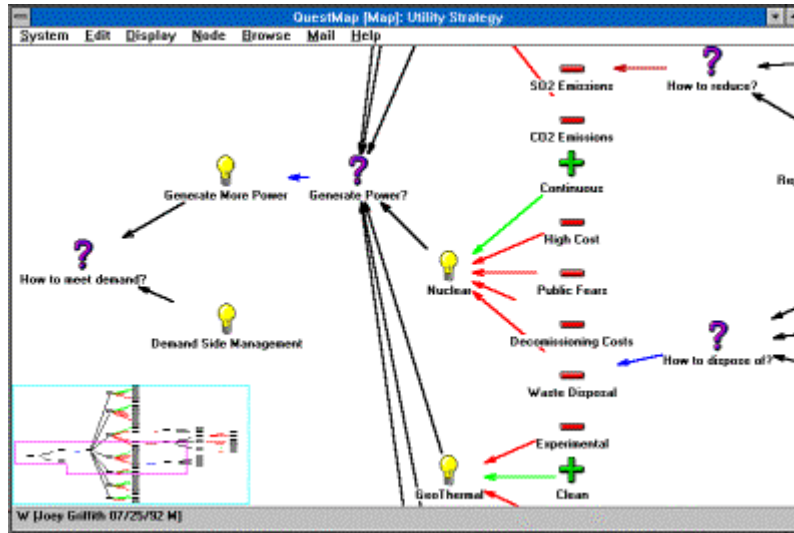 QuestMap [Map]: Utility Strategy
System Edit Display Node Browse Mail Help
SO2 Emissions
How to reduce?
CO2 Emissions
Generate More Power
Generate Power?
Continuous
High Cost
How to meet demand?
Nuclear
Public Fears
Demand Side Management
Decomissioning Costs
How to dispose of?
Waste Disposal
Experimental
GeoThermal
Clean
W [Joey Griffith 07/25/92 M]